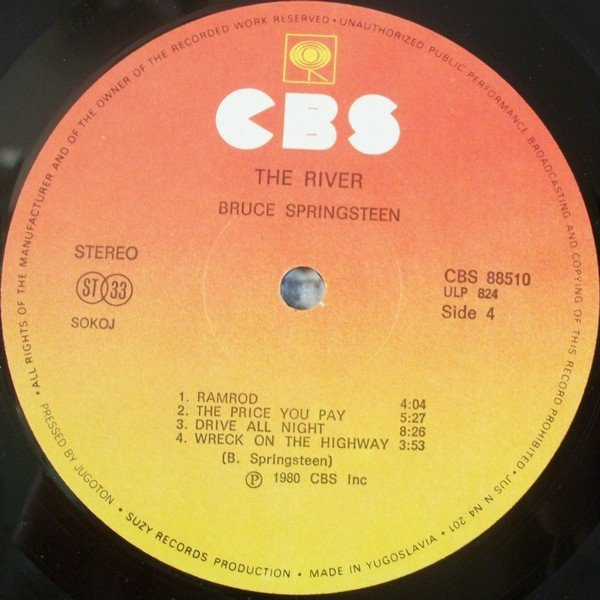 • ALL RIGHTS OF THE MANUFACTURER AND OF THE OWNER OF THE RECORDED WORK RESERVED • UNAUTHORIZED PUBLIC PERFORMANCE BROADCASTING AND COPYING OF THIS RECORD PROHIBITED • JUS N N4 201
CBS
THE RIVER
BRUCE SPRINGSTEEN
STEREO
ST 33
SOKOJ
CBS 88510
ULP 824
Side 4
1. RAMROD 4:04
2. THE PRICE YOU PAY 5:27
3. DRIVE ALL NIGHT 8:26
4. WRECK ON THE HIGHWAY 3:53
(B. Springsteen)
Ⓟ 1980 CBS Inc
PRESSED BY JUGOTON • SUZY RECORDS PRODUCTION • MADE IN YUGOSLAVIA •